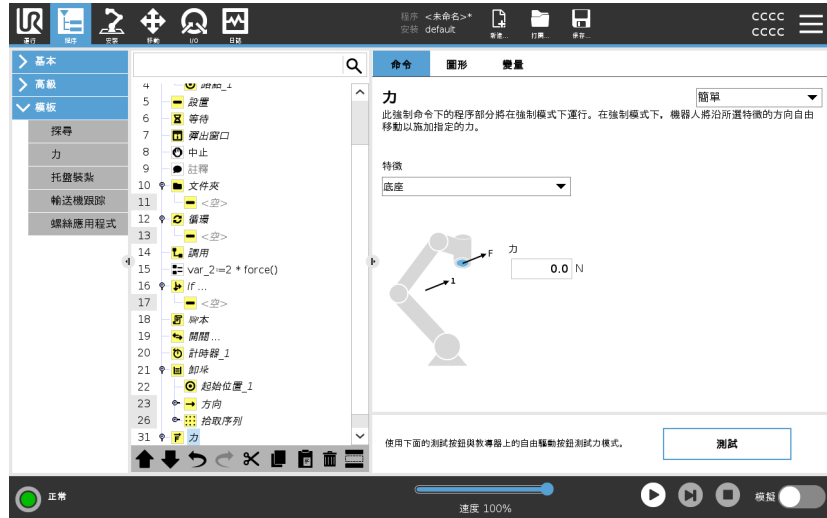 UR
運行
程序
安裝
移動
I/O
日誌
程序 <未命名>*
安裝 default
新建...
打開...
保存...
cccc
cccc
基本
高級
模板
探尋
力
托盤裝紮
輸送機跟踪
螺絲應用程式
4 路點_1
5 設置
6 等待
7 彈出窗口
8 中止
9 註釋
10 文件夾
11 <空>
12 循環
13 <空>
14 調用
15 var_2:=2 * force()
16 If ...
17 <空>
18 腳本
19 開關 ...
20 計時器_1
21 卸垛
22 起始位置_1
23 方向
26 拾取序列
31 力
命令 圖形 變量
力
簡單
此強制命令下的程序部分將在強制模式下運行。在強制模式下，機器人將沿所選特徵的方向自由
移動以施加指定的力。
特徵
底座
F
1
力
0.0 N
使用下面的測試按鈕與教導器上的自由驅動按鈕測試力模式。
測試
正常
速度 100%
模擬